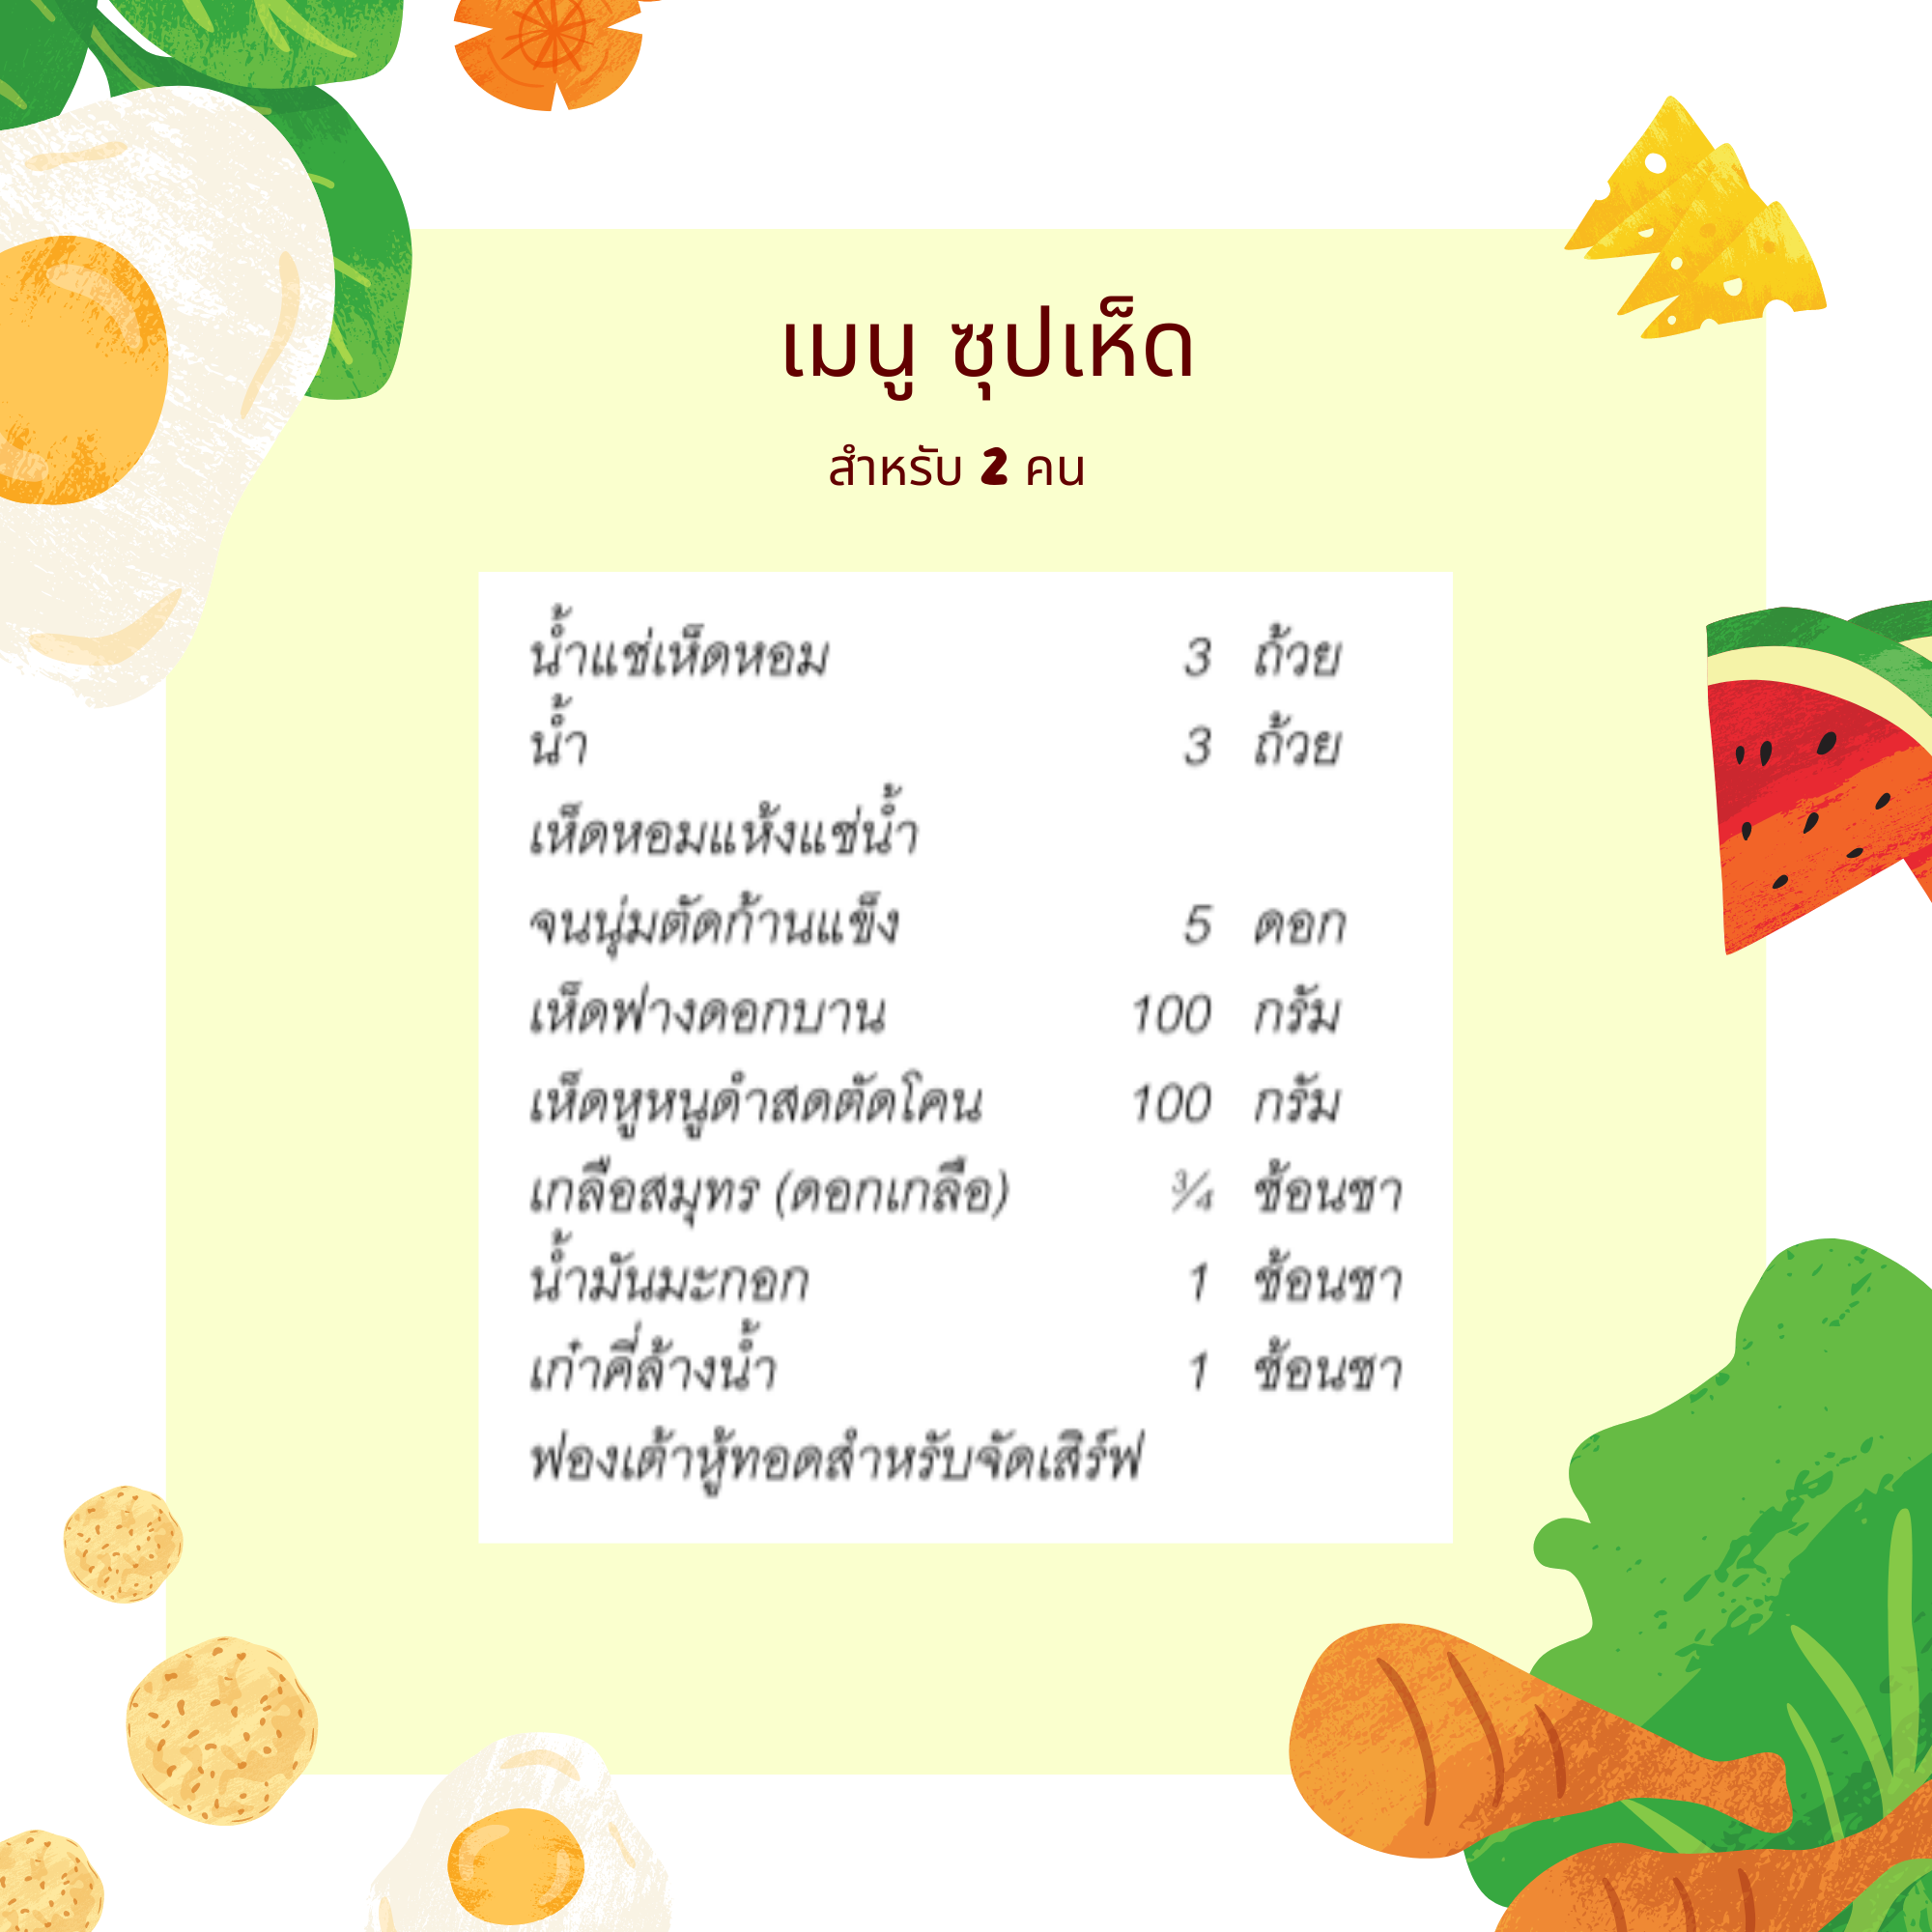 เมนู ซุปเห็ด
สำหรับ 2 คน
น้ำแช่เห็ดหอม 3 ถ้วย
น้ำ 3 ถ้วย
เห็ดหอมแห้งแช่น้ำ
จนนุ่มตัดก้านแข็ง 5 ดอก
เห็ดฟางดอกบาน 100 กรัม
เห็ดหูหนูดำสดตัดโคน 100 กรัม
เกลือสมุทร (ดอกเกลือ) ¾ ช้อนชา
น้ำมันมะกอก 1 ช้อนชา
เก๋าคี่ล้างน้ำ 1 ช้อนชา
ฟองเต้าหู้ทอดสำหรับจัดเสิร์ฟ